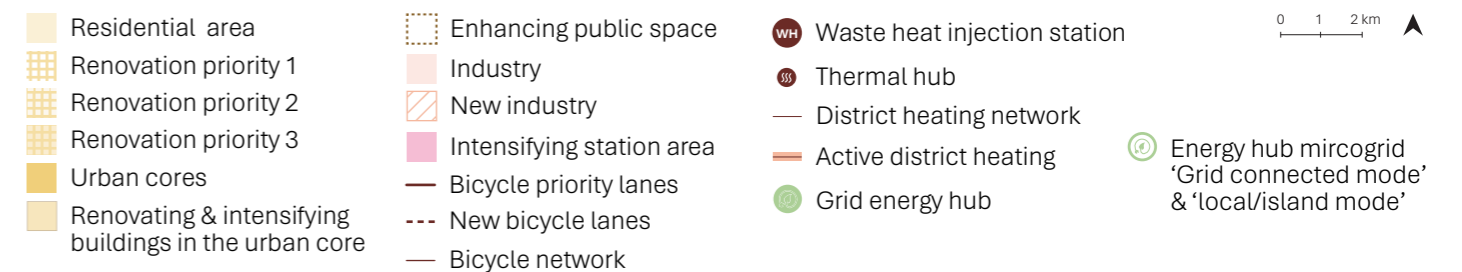 Residential area
Renovation priority 1
Renovation priority 2
Renovation priority 3
Urban cores
Renovating & intensifying
buildings in the urban core
Enhancing public space
Industry
New industry
Intensifying station area
Bicycle priority lanes
New bicycle lanes
Bicycle network
WH Waste heat injection station
Thermal hub
District heating network
Active district heating
Grid energy hub
Energy hub mircogrid
‘Grid connected mode’
& ‘local/island mode’
0 1 2 km